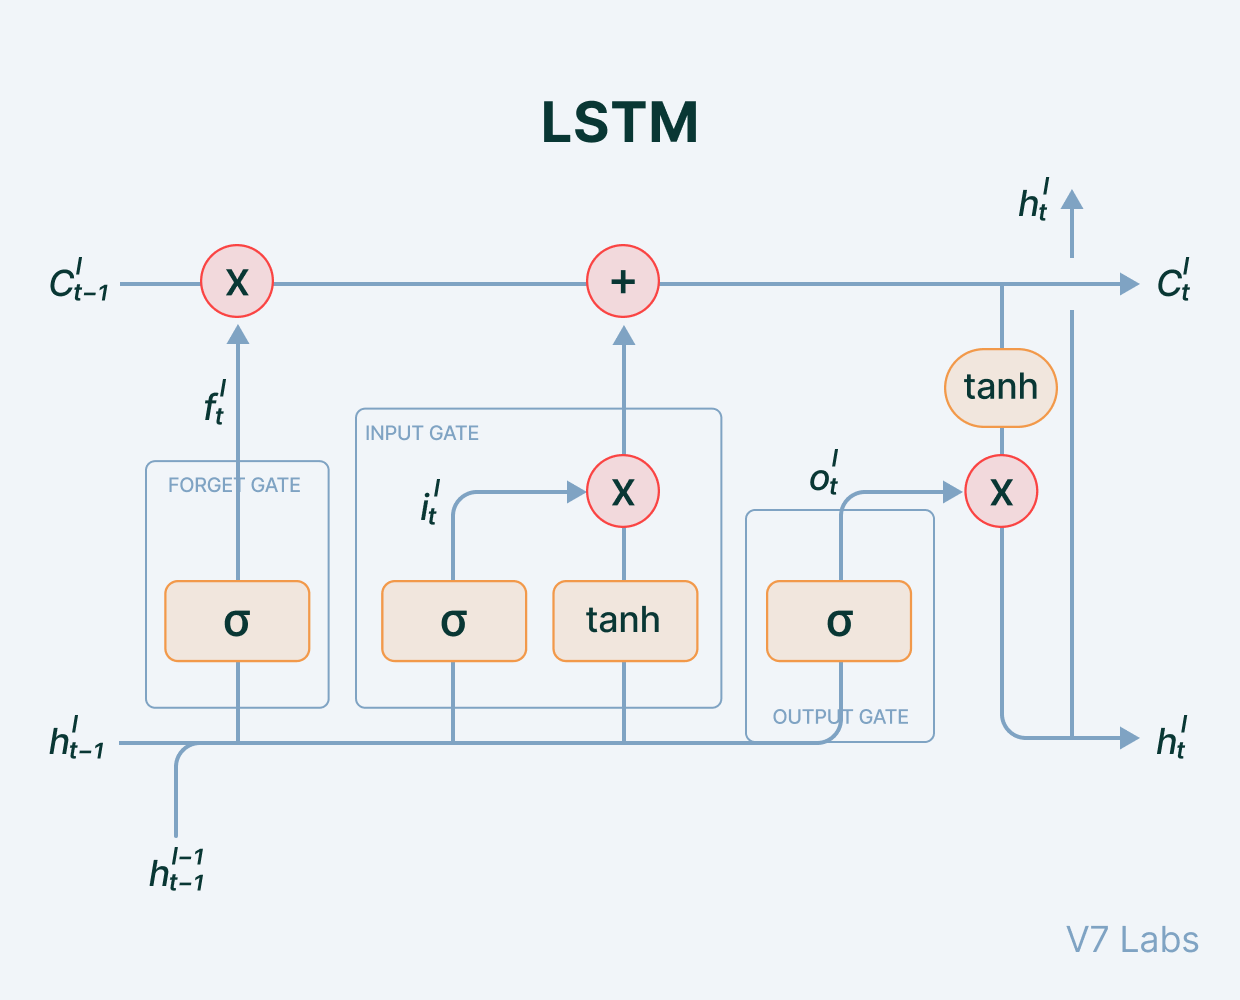 LSTM
h_t^l
C_{t-1}^l
X
+
C_t^l
f_t^l
tanh
INPUT GATE
FORGET GATE
i_t^l
X
o_t^l
X
σ
σ
tanh
σ
OUTPUT GATE
h_{t-1}^l
h_t^l
h_{t-1}^{l-1}
V7 Labs